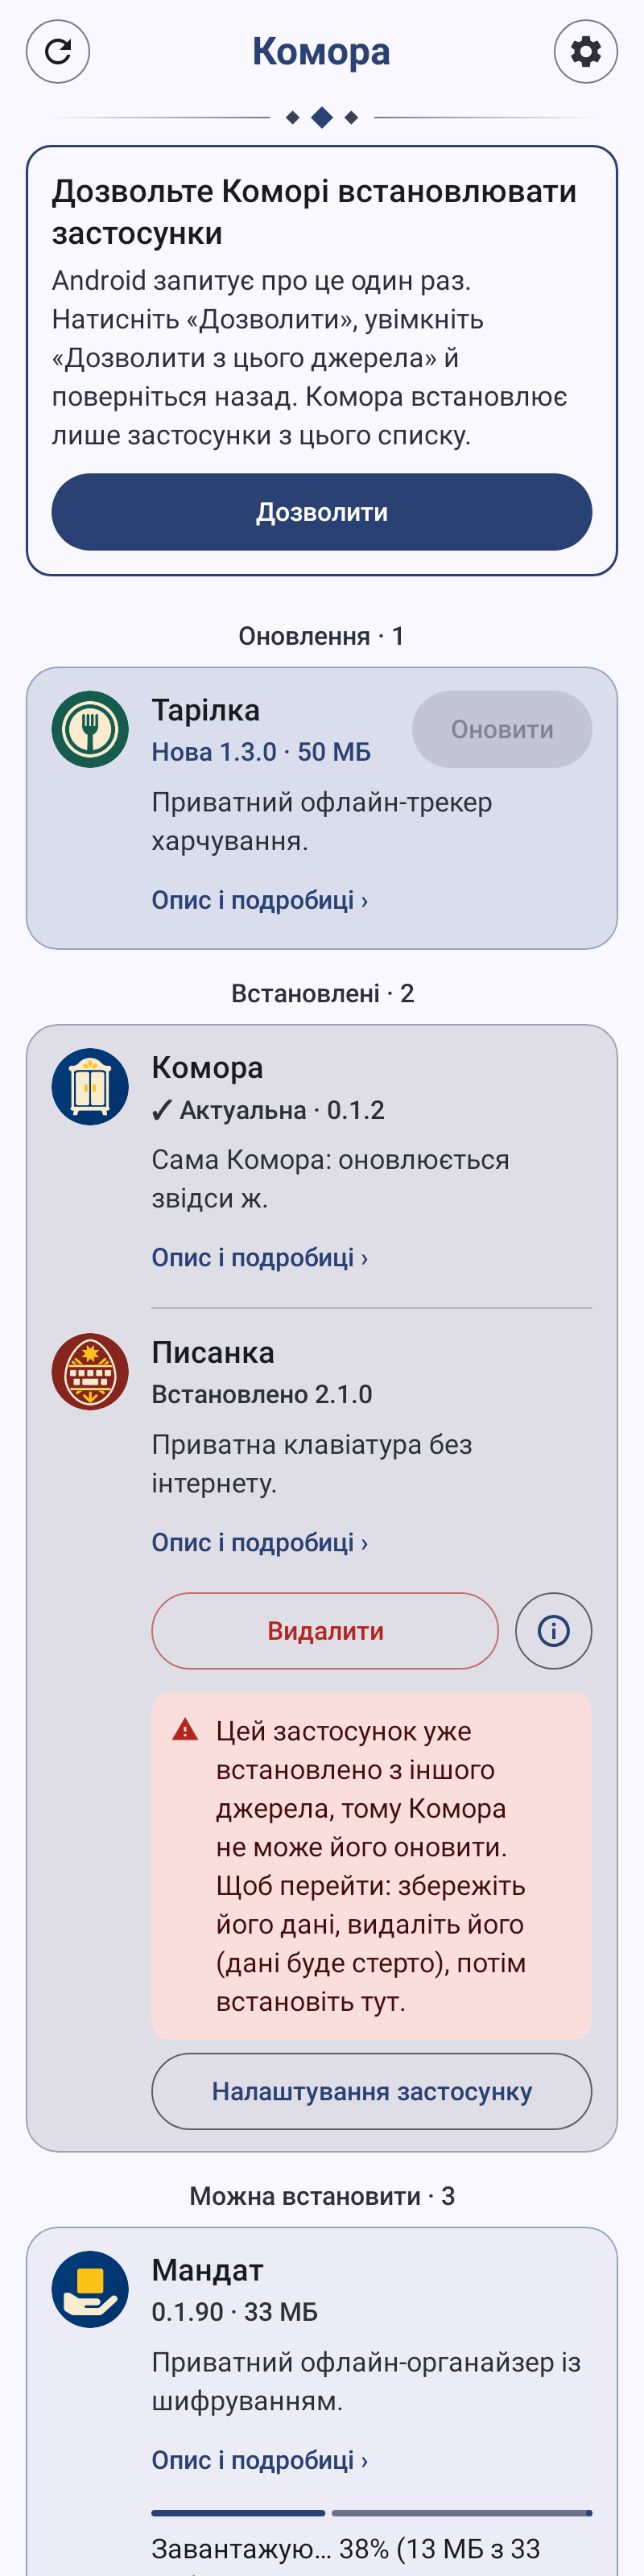 Комора
Дозвольте Коморі встановлювати
застосунки
Android запитує про це один раз.
Натисніть «Дозволити», увімкніть
«Дозволити з цього джерела» й
поверніться назад. Комора встановлює
лише застосунки з цього списку.
Дозволити
Оновлення · 1
Тарілка
Оновити
Нова 1.3.0 · 50 МБ
Приватний офлайн-трекер
харчування.
Опис і подробиці ›
Встановлені · 2
Комора
✓ Актуальна · 0.1.2
Сама Комора: оновлюється
звідси ж.
Опис і подробиці ›
Писанка
Встановлено 2.1.0
Приватна клавіатура без
інтернету.
Опис і подробиці ›
Видалити
Цей застосунок уже
встановлено з іншого
джерела, тому Комора
не може його оновити.
Щоб перейти: збережіть
його дані, видаліть його
(дані буде стерто), потім
встановіть тут.
Налаштування застосунку
Можна встановити · 3
Мандат
0.1.90 · 33 МБ
Приватний офлайн-органайзер із
шифруванням.
Опис і подробиці ›
Завантажую… 38% (13 МБ з 33